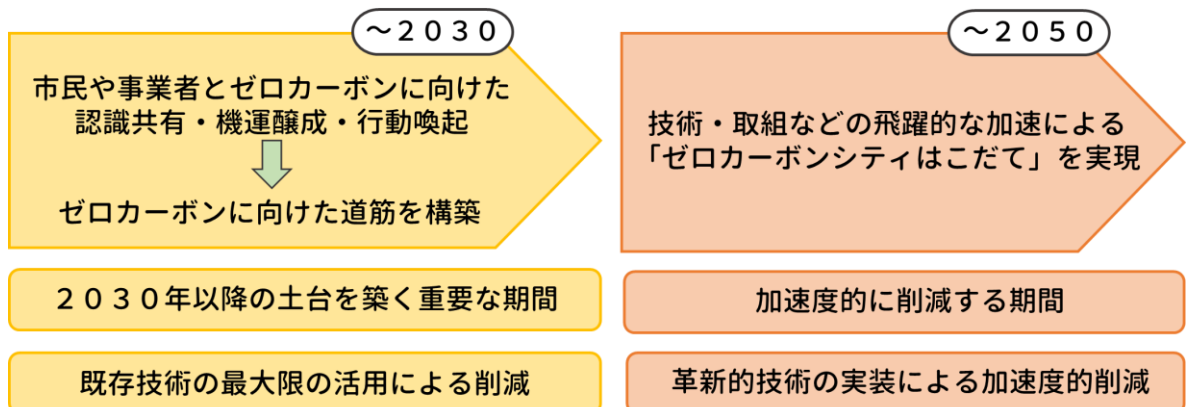 ～２０３０
市民や事業者とゼロカーボンに向けた
認識共有・機運醸成・行動喚起
ゼロカーボンに向けた道筋を構築
２０３０年以降の土台を築く重要な期間
既存技術の最大限の活用による削減
～２０５０
技術・取組などの飛躍的な加速による
「ゼロカーボンシティはこだて」を実現
加速度的に削減する期間
革新的技術の実装による加速度的削減